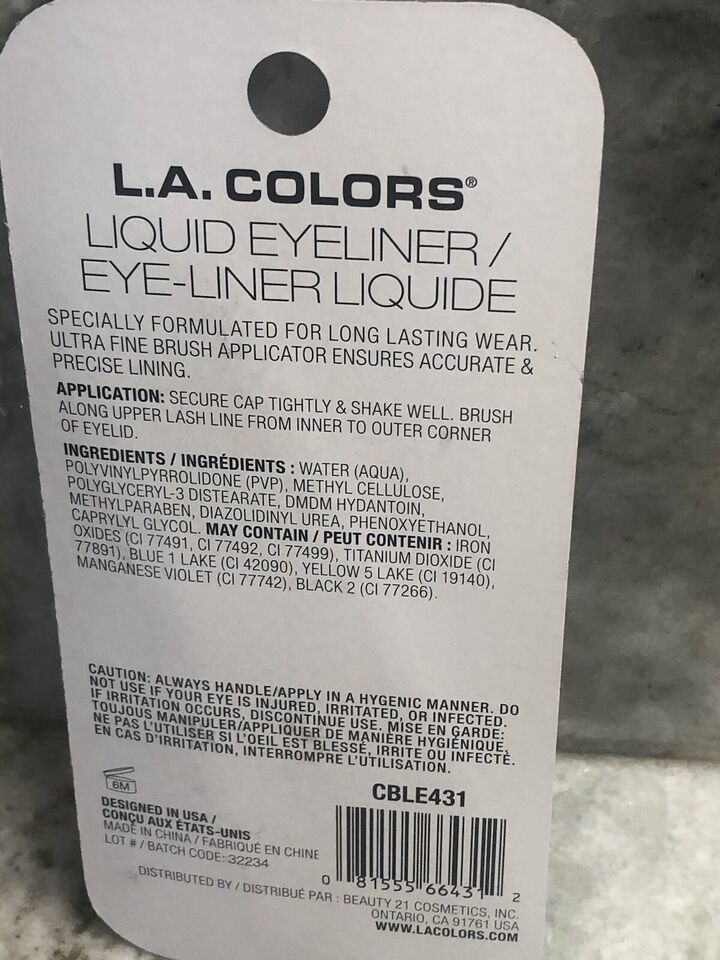 L.A. COLORS®
LIQUID EYELINER /
EYE-LINER LIQUIDE
SPECIALLY FORMULATED FOR LONG LASTING WEAR.
ULTRA FINE BRUSH APPLICATOR ENSURES ACCURATE &
PRECISE LINING.
APPLICATION: SECURE CAP TIGHTLY & SHAKE WELL. BRUSH
ALONG UPPER LASH LINE FROM INNER TO OUTER CORNER
OF EYELID.
INGREDIENTS / INGRÉDIENTS : WATER (AQUA),
POLYVINYLPYRROLIDONE (PVP), METHYL CELLULOSE,
POLYGLYCERYL-3 DISTEARATE, DMDM HYDANTOIN,
METHYLPARABEN, DIAZOLIDINYL UREA, PHENOXYETHANOL,
CAPRYLYL GLYCOL. MAY CONTAIN / PEUT CONTENIR : IRON
OXIDES (CI 77491, CI 77492, CI 77499), TITANIUM DIOXIDE (CI
77891), BLUE 1 LAKE (CI 42090), YELLOW 5 LAKE (CI 19140),
MANGANESE VIOLET (CI 77742), BLACK 2 (CI 77266).
CAUTION: ALWAYS HANDLE/APPLY IN A HYGENIC MANNER. DO
NOT USE IF YOUR EYE IS INJURED, IRRITATED, OR INFECTED.
IF IRRITATION OCCURS, DISCONTINUE USE. MISE EN GARDE:
TOUJOUS MANIPULER/APPLIQUER DE MANIERE HYGIÉNIQUE.
NE PAS L'UTILISER SI L'OEIL EST BLESSÉ, IRRITE OU INFECTÉ.
EN CAS D'IRRITATION, INTERROMPRE L'UTILISATION.
6M
CBLE431
DESIGNED IN USA /
CONÇU AUX ÉTATS-UNIS
MADE IN CHINA / FABRIQUÉ EN CHINE
LOT # / BATCH CODE: 32234
0 81555 66431 2
DISTRIBUTED BY / DISTRIBUÉ PAR : BEAUTY 21 COSMETICS, INC.
ONTARIO, CA 91761 USA
WWW.LACOLORS.COM